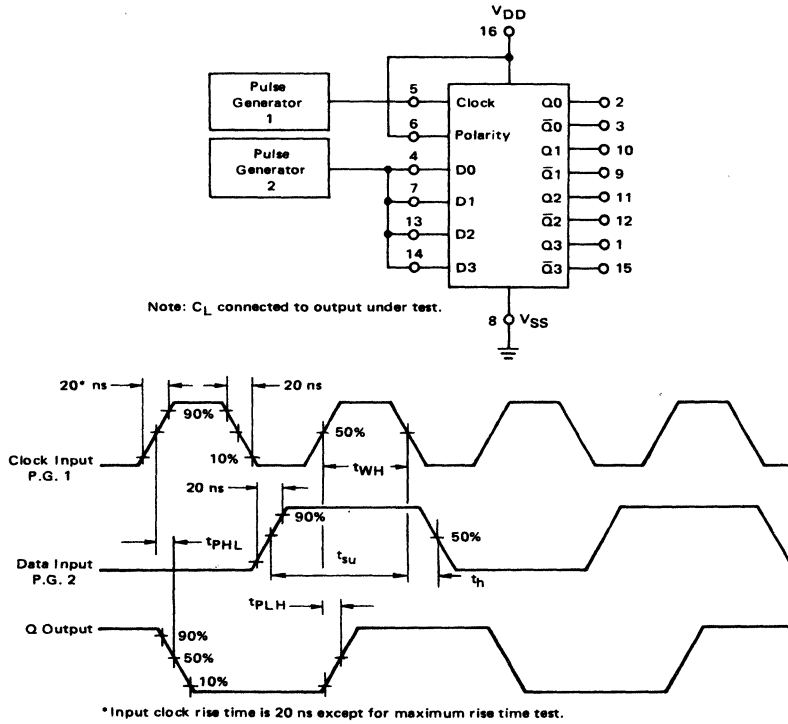 VDD
16
Pulse
Generator
1
Pulse
Generator
2
5
Clock
6
Polarity
4
D0
7
D1
13
D2
14
D3
Q0
2
Q̅0
3
Q1
10
Q̅1
9
Q2
11
Q̅2
12
Q3
1
Q̅3
15
Note: CL connected to output under test.
8
VSS
20* ns
20 ns
90%
50%
10%
Clock Input
P.G. 1
tWH
20 ns
90%
50%
tPHL
tsu
th
Data Input
P.G. 2
tPLH
Q Output
90%
50%
10%
*Input clock rise time is 20 ns except for maximum rise time test.